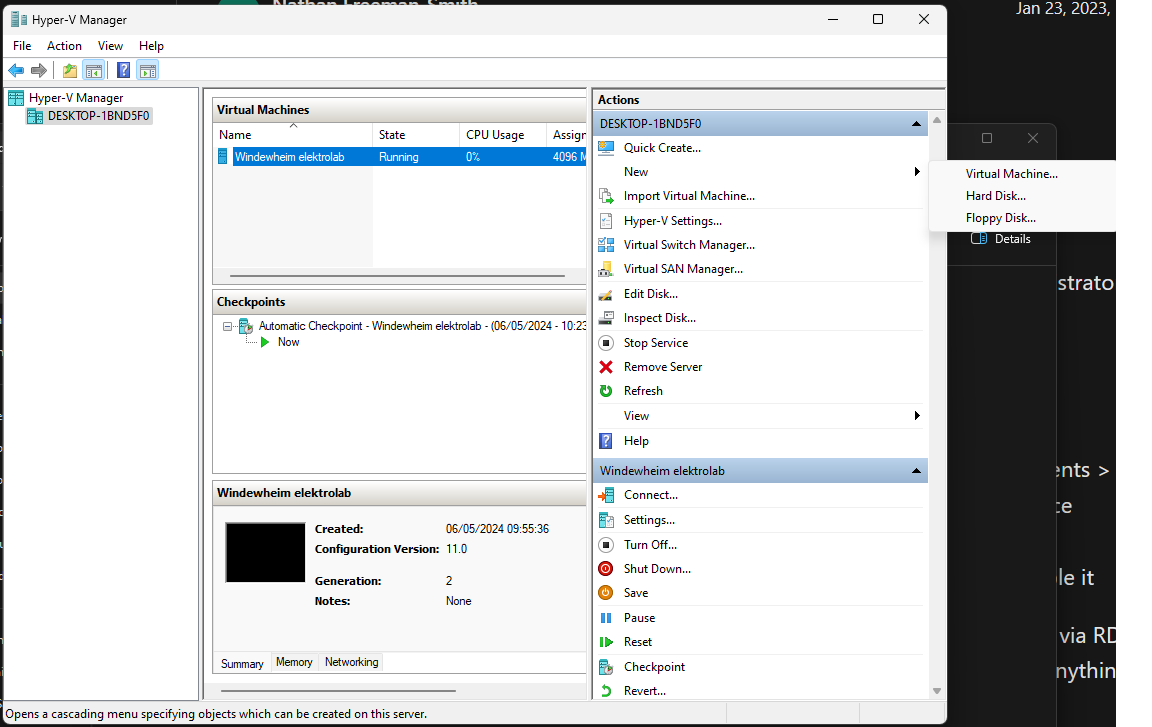 Nathan Freeman-Smith
Jan 23, 2023,
Hyper-V Manager
File Action View Help
Hyper-V Manager
DESKTOP-1BND5F0
Virtual Machines
Name State CPU Usage Assign
Windewheim elektrolab Running 0% 4096 M
Checkpoints
Automatic Checkpoint - Windewheim elektrolab - (06/05/2024 - 10:23
Now
Windewheim elektrolab
Created: 06/05/2024 09:55:36
Configuration Version: 11.0
Generation: 2
Notes: None
Summary Memory Networking
Actions
DESKTOP-1BND5F0
Quick Create...
New
Import Virtual Machine...
Hyper-V Settings...
Virtual Switch Manager...
Virtual SAN Manager...
Edit Disk...
Inspect Disk...
Stop Service
Remove Server
Refresh
View
Help
Windewheim elektrolab
Connect...
Settings...
Turn Off...
Shut Down...
Save
Pause
Reset
Checkpoint
Revert...
Virtual Machine...
Hard Disk...
Floppy Disk...
Details
strato
ents >
ce
le it
via RD
nythin
Opens a cascading menu specifying objects which can be created on this server.